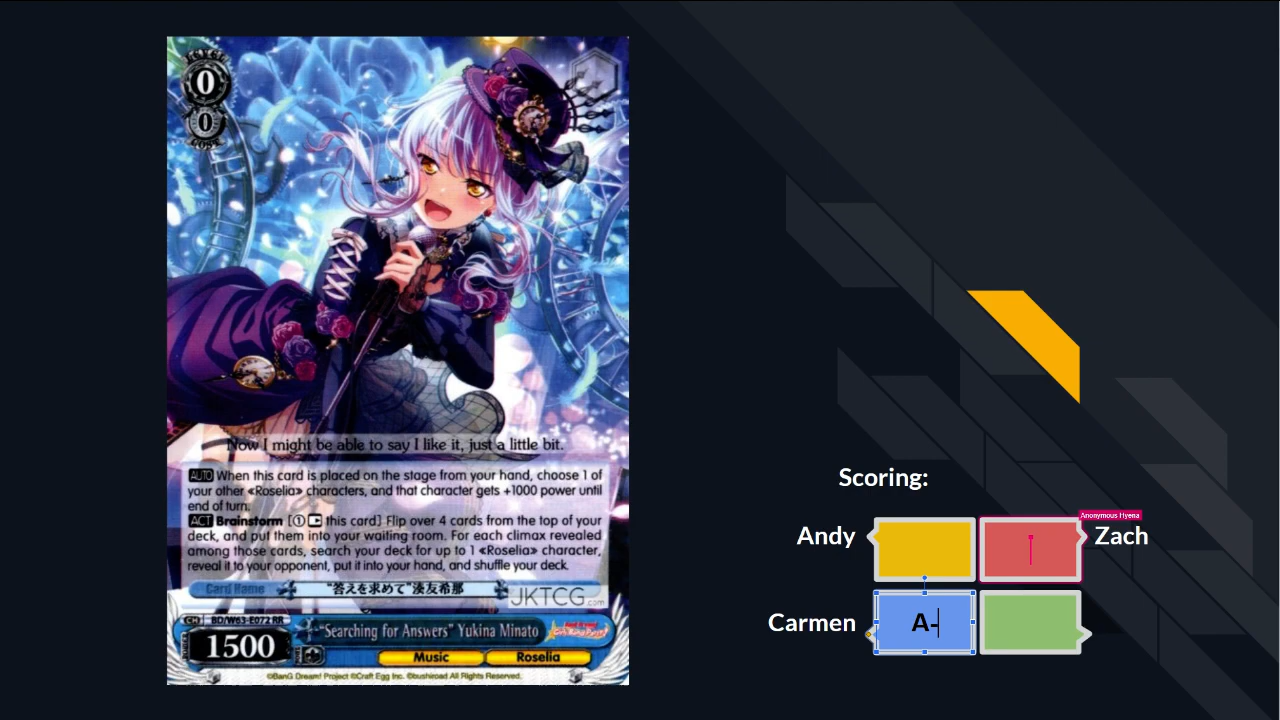 LEVEL
0
0
COST
Now I might be able to say I like it, just a little bit.
AUTO When this card is placed on the stage from your hand, choose 1 of
your other «Roselia» characters, and that character gets +1000 power until
end of turn.
ACT Brainstorm [① this card] Flip over 4 cards from the top of your
deck, and put them into your waiting room. For each climax revealed
among those cards, search your deck for up to 1 «Roselia» character,
reveal it to your opponent, put it into your hand, and shuffle your deck.
Card Name "答えを求めて"湊友希那
JKTCG.com
CH BD/W63-E072 RR
1500
"Searching for Answers" Yukina Minato
Music Roselia
©BanG Dream! Project ©Craft Egg Inc. ©bushiroad All Rights Reserved.
Scoring:
Anonymous Hyena
Andy
Zach
Carmen
A-